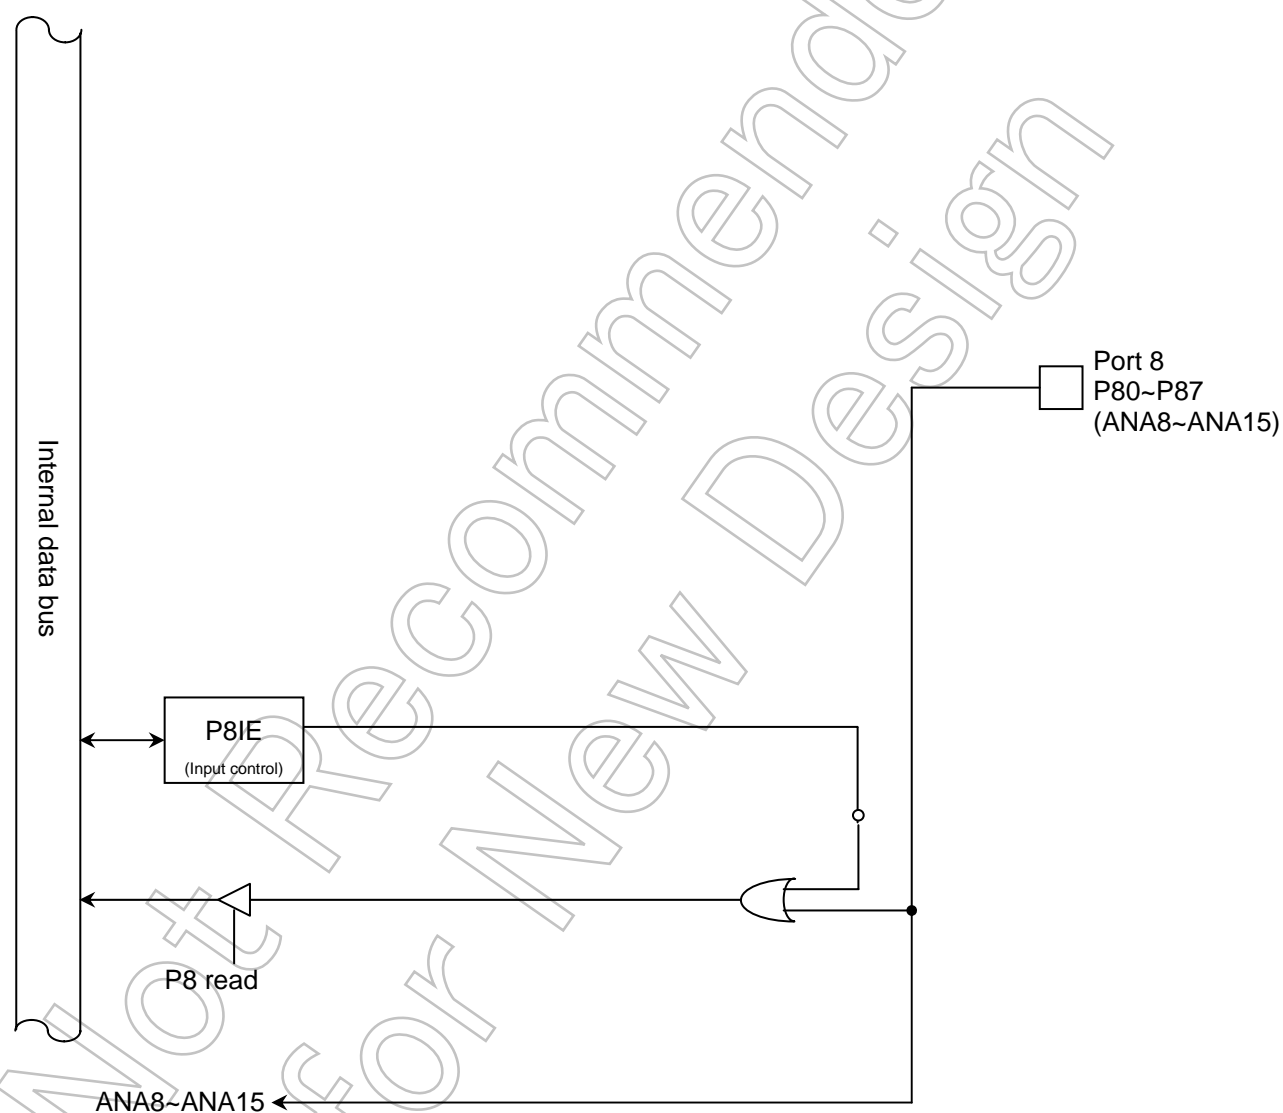 Port 8
P80~P87
(ANA8~ANA15)
Internal data bus
P8IE
(Input control)
P8 read
ANA8~ANA15
Not Recommende
for New Design